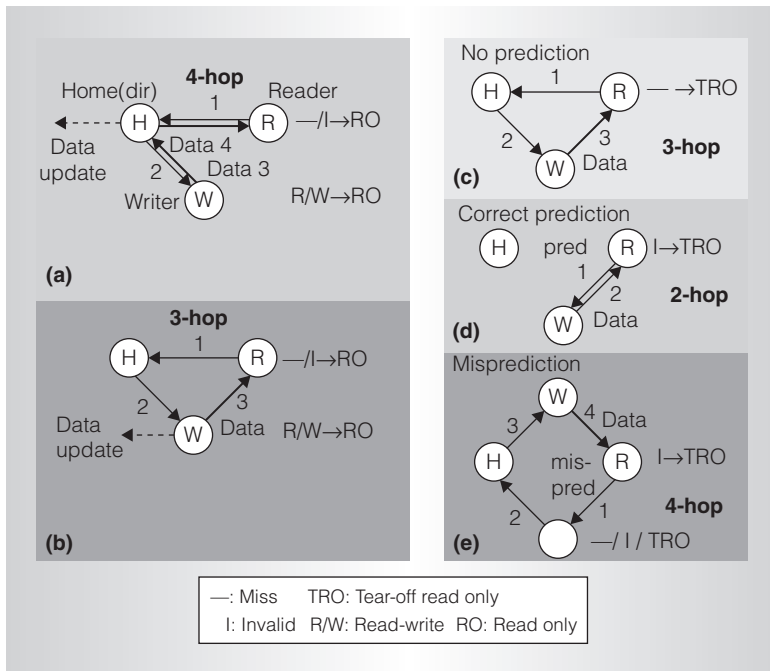 4-hop
Home(dir)
Reader
1
H
R
—/I→RO
Data 4
Data
update
2
Data 3
W
Writer
R/W→RO
(a)
3-hop
1
H
R
—/I→RO
2
3
W
Data
R/W→RO
Data
update
(b)
No prediction
1
H
R
— →TRO
2
3
3-hop
W
Data
(c)
Correct prediction
H
pred
R
I→TRO
1
2
2-hop
W
Data
(d)
Misprediction
W
3
4
Data
H
mis-
pred
R
I→TRO
2
1
4-hop
(e)
—/ I / TRO
—: Miss TRO: Tear-off read only
I: Invalid R/W: Read-write RO: Read only